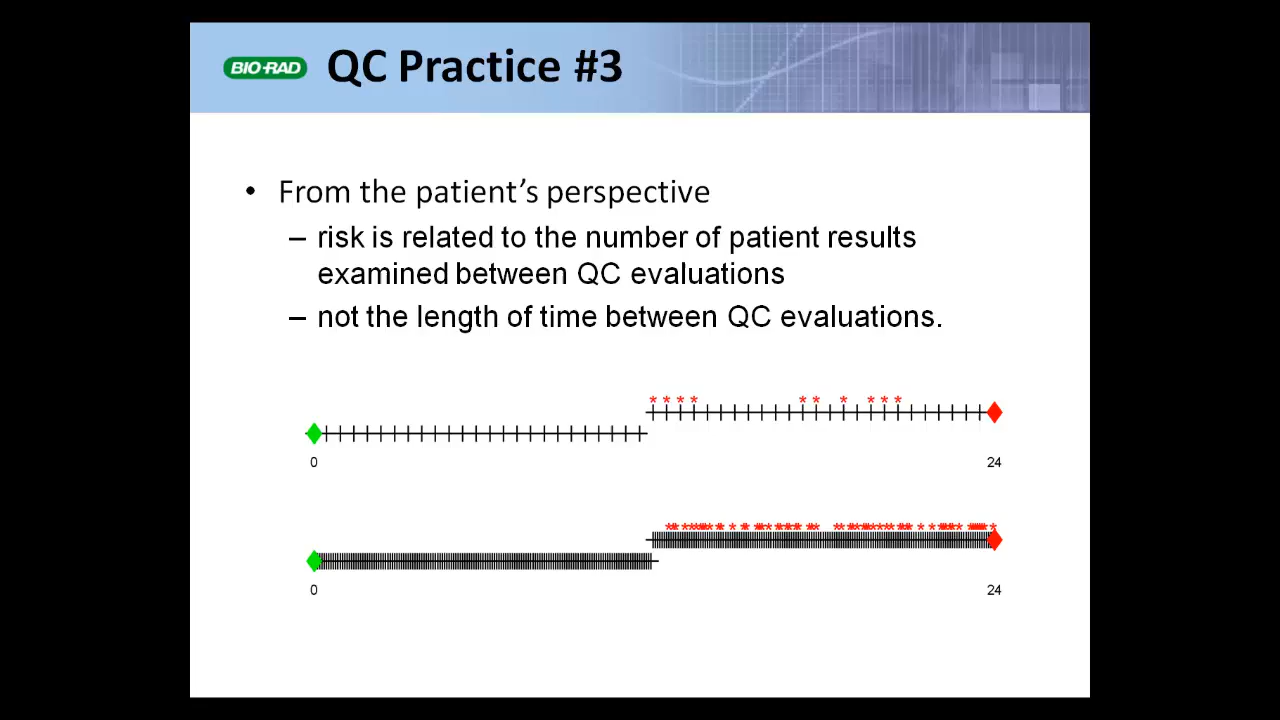 BIO-RAD QC Practice #3
• From the patient's perspective
– risk is related to the number of patient results
examined between QC evaluations
– not the length of time between QC evaluations.
0 24
0 24